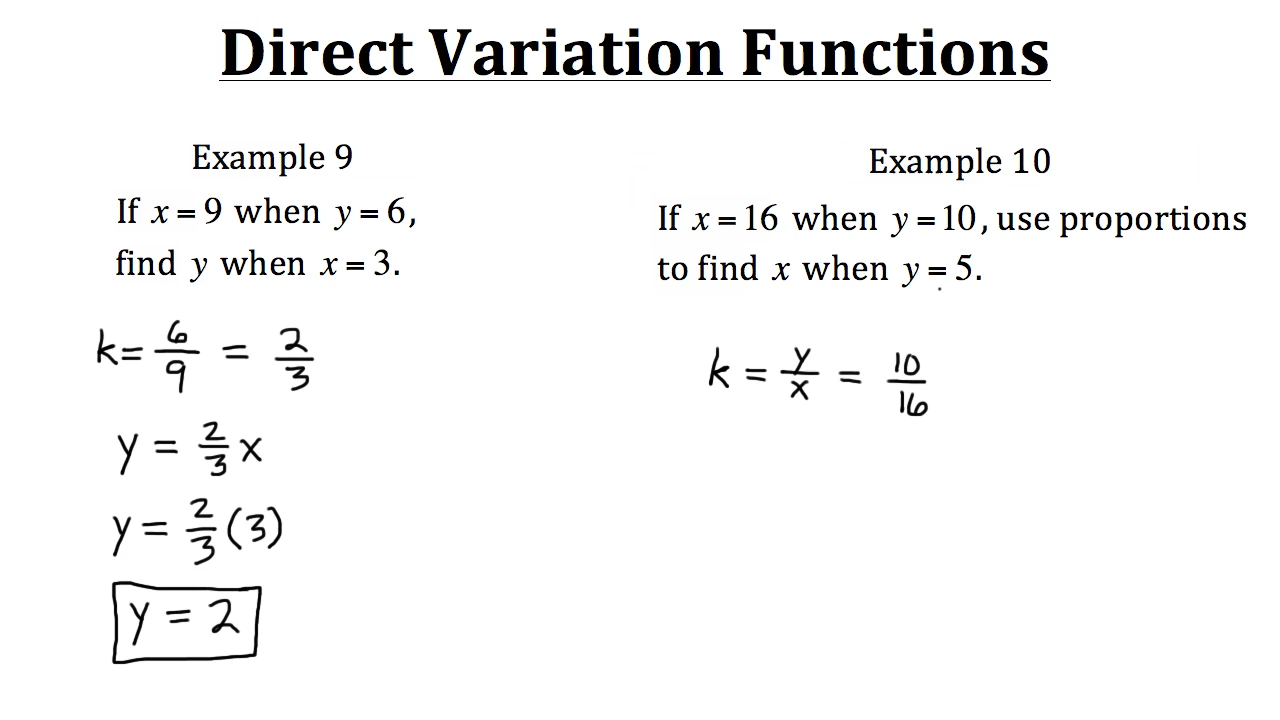 Direct Variation Functions
Example 9
If x = 9 when y = 6,
find y when x = 3.
k = 6/9 = 2/3
y = 2/3 x
y = 2/3 (3)
y = 2
Example 10
If x = 16 when y = 10, use proportions
to find x when y = 5.
k = y/x = 10/16